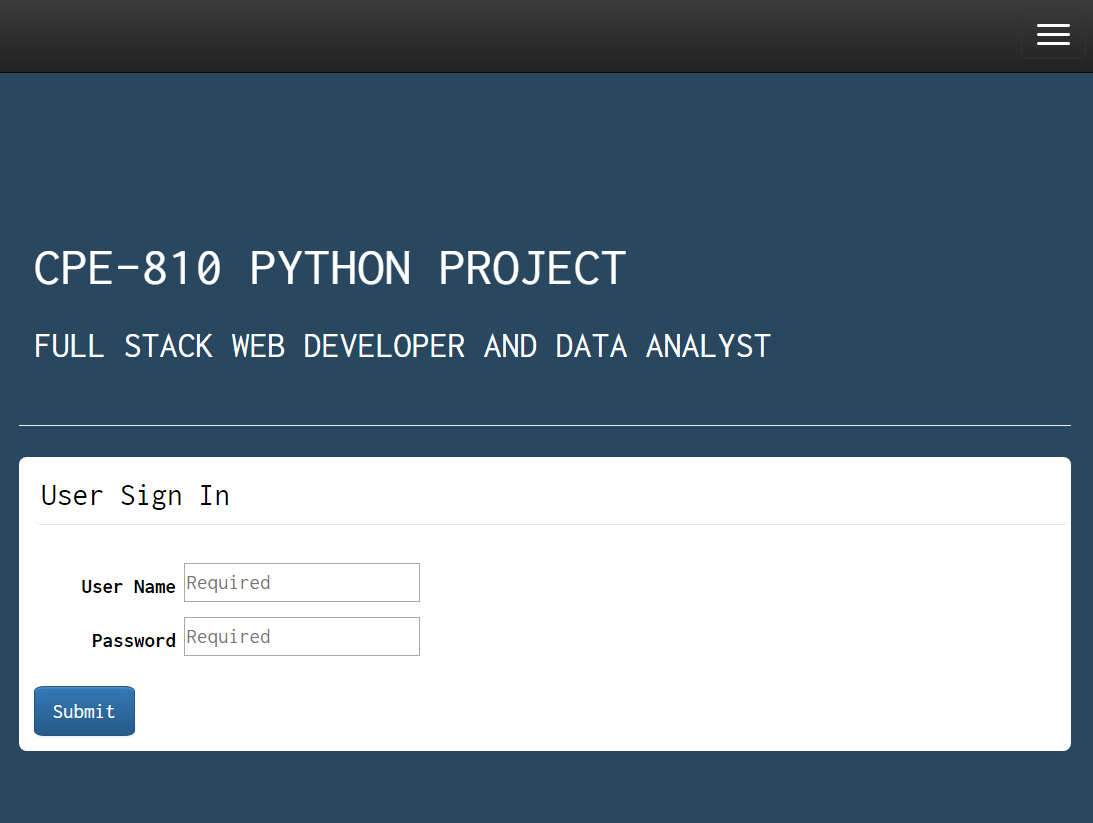 CPE-810 PYTHON PROJECT
FULL STACK WEB DEVELOPER AND DATA ANALYST
User Sign In
User Name Required
Password Required
Submit